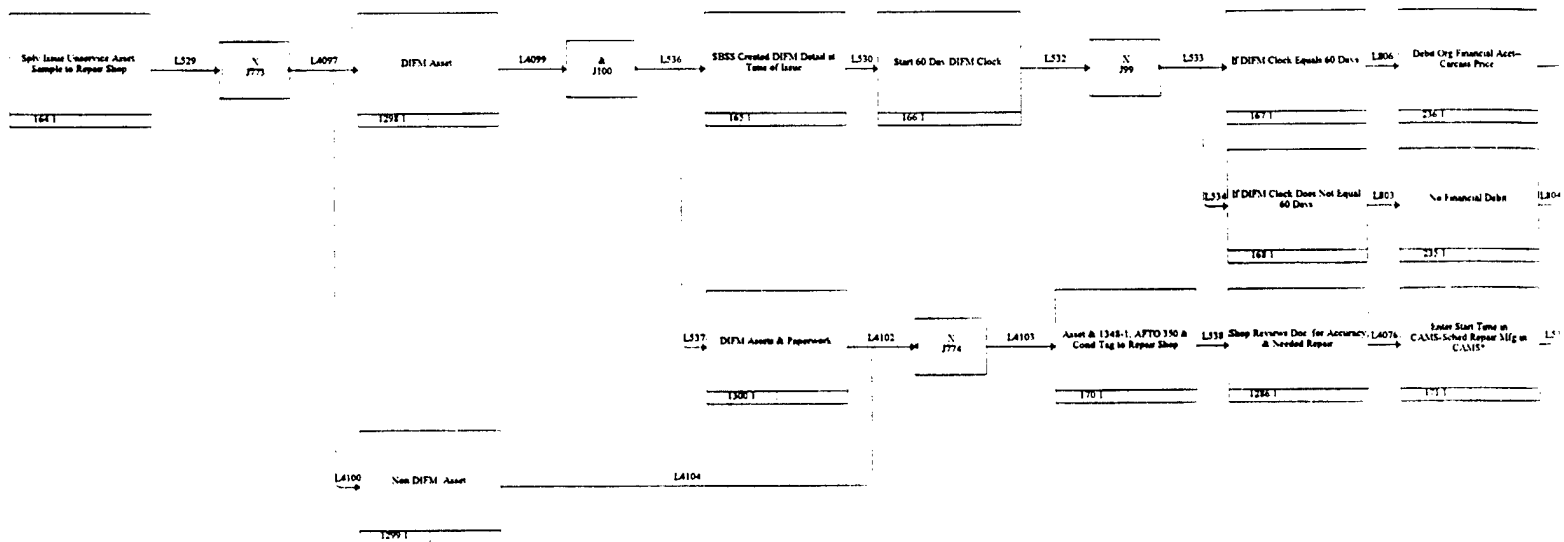 Sply Issue Unservice Asset
Sample to Repair Shop
164.1
L529
X
J773
L4097
DIFM Asset
1298.1
L4099
&
J100
L536
SBSS Created DIFM Detail at
Time of Issue
165.1
L530
Start 60 Day DIFM Clock
166.1
L532
X
J99
L533
If DIFM Clock Equals 60 Days
167.1
L806
Debit Org Financial Acct--
Carcass Price
236.1
L534
If DIFM Clock Does Not Equal
60 Days
168.1
L803
No Financial Debit
235.1
L804
L537
DIFM Assets & Paperwork
1300.1
L4102
X
J774
L4103
Asset & 1348-1, AFTO 350 &
Cond Tag to Repair Shop
170.1
L538
Shop Reviews Doc. for Accuracy,
& Needed Repair
1286.1
L4076
Enter Start Time in
CAMS-Sched Repair Mfg in
CAMS*
171.1
L4100
Non DIFM Asset
1299.1
L4104